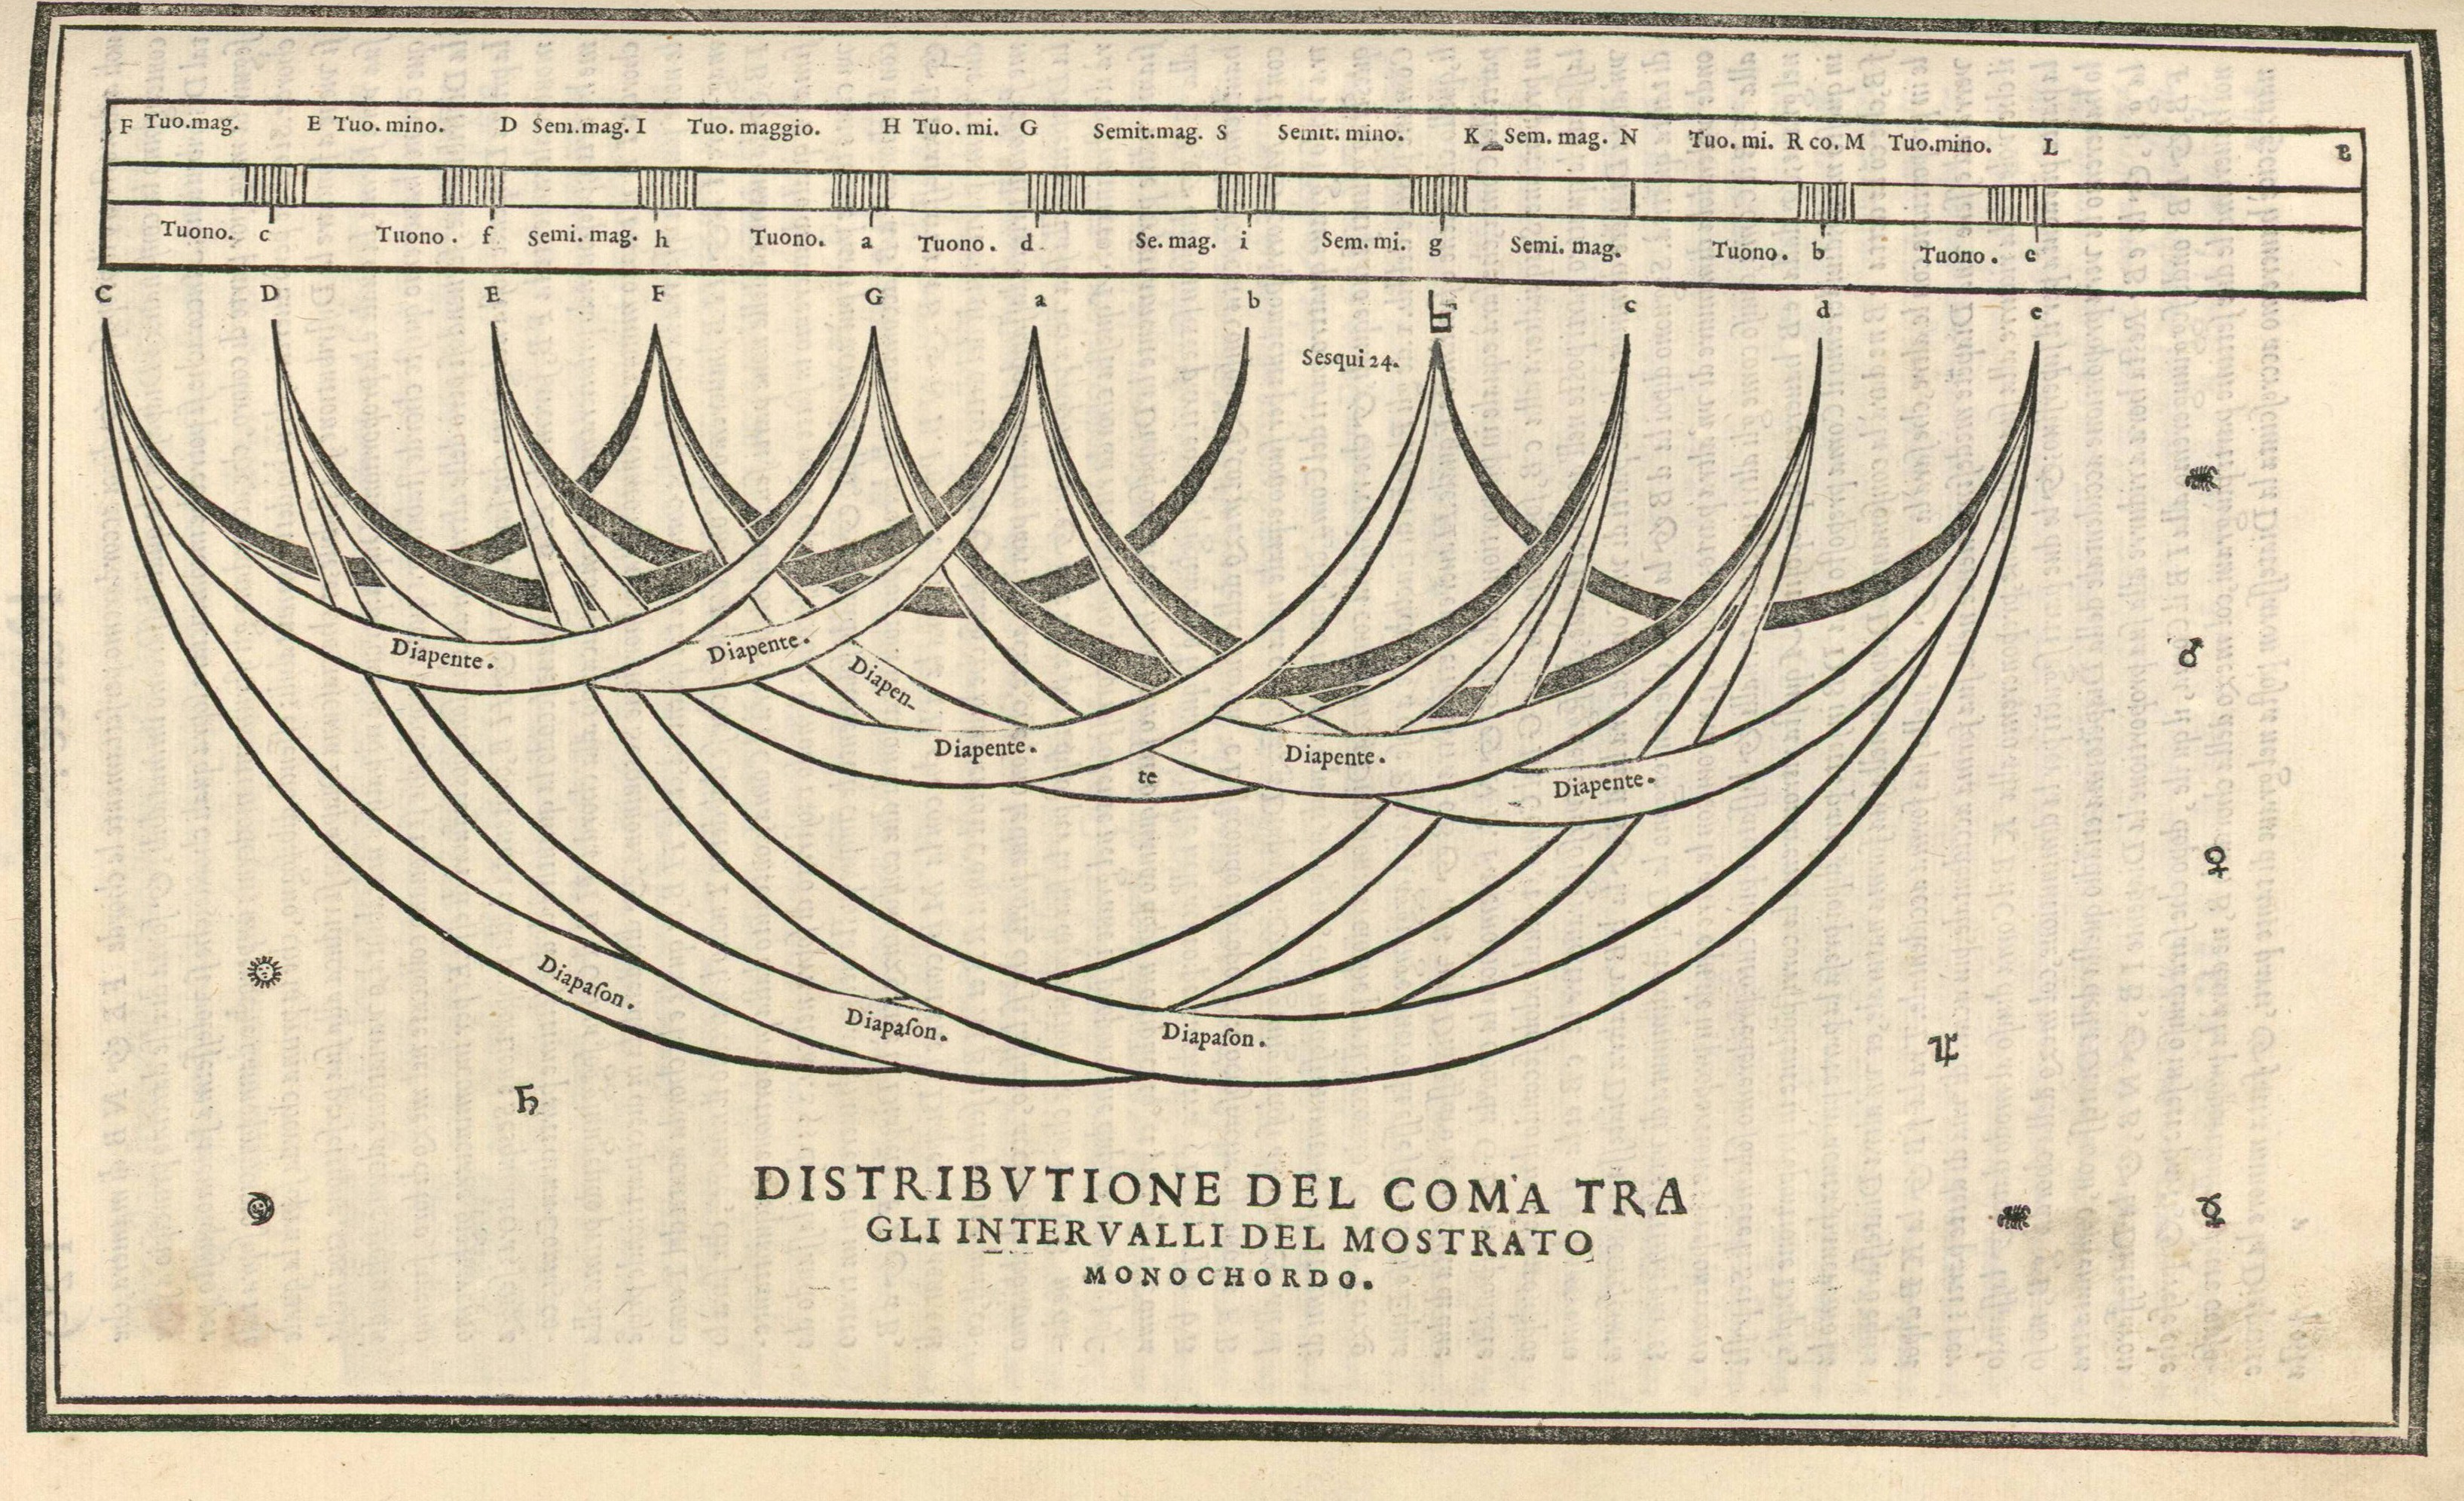 F Tuo.mag. E Tuo. mino. D Sem.mag. I Tuo. maggio. H Tuo. mi. G Semit.mag. S Semit. mino. K Sem. mag. N Tuo. mi. R co. M Tuo.mino. L B
Tuono. c Tuono. f Semi. mag. h Tuono. a Tuono. d Se. mag. i Sem. mi. g Semi. mag. Tuono. b Tuono. e
C D E F G a b ♮ c d e
Sesqui 24.
Diapente. Diapente. Diapen-
Diapente. Diapente.
te Diapente.
Diapaſon. Diapaſon. Diapaſon.
♂
♀
♃
♄
☿
DISTRIBVTIONE DEL COMA TRA
GLI INTERVALLI DEL MOSTRATO
MONOCHORDO.